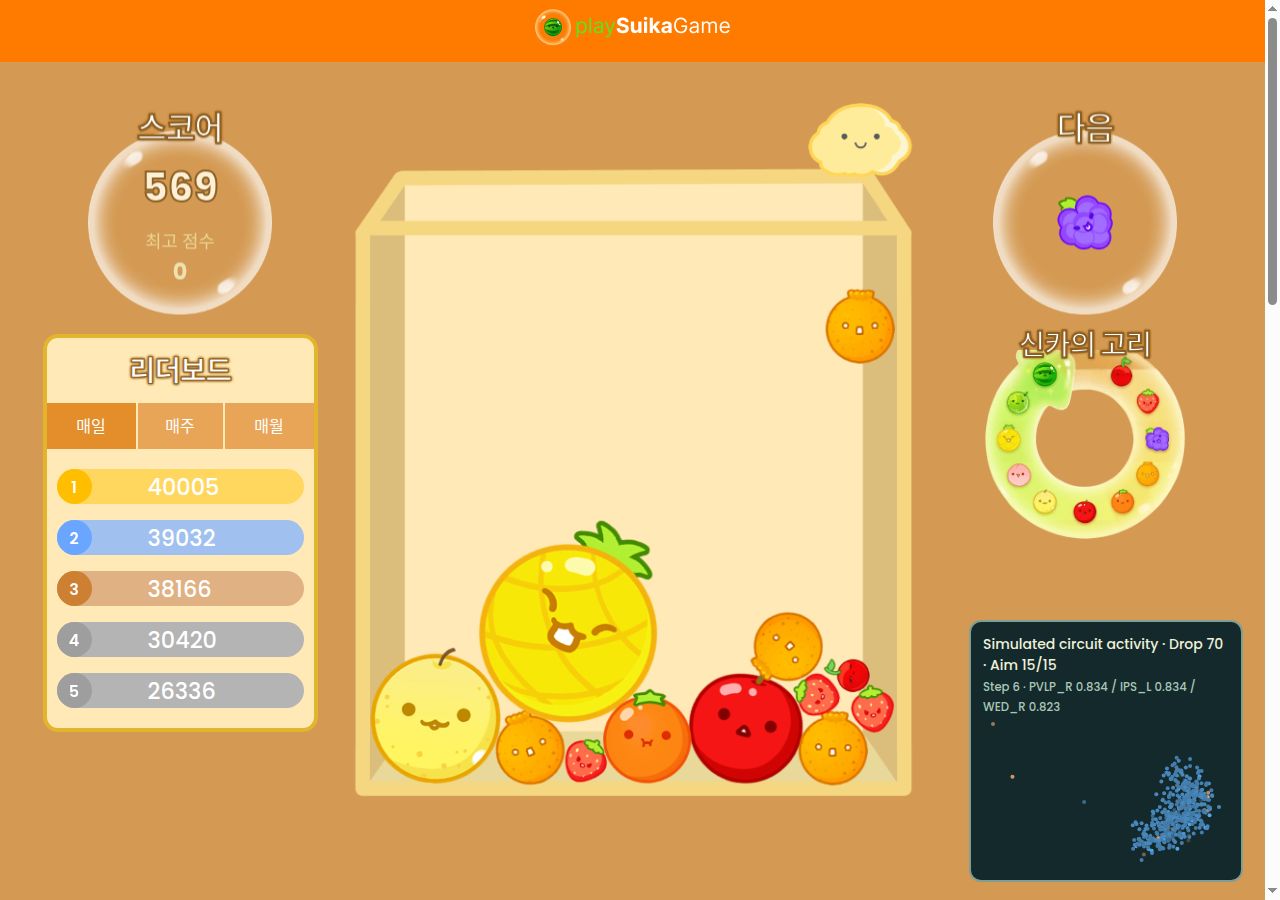 playSuikaGame
스코어
569
최고 점수
0
리더보드
매일 매주 매월
1 40005
2 39032
3 38166
4 30420
5 26336
다음
신카의 고리
Simulated circuit activity · Drop 70
· Aim 15/15
Step 6 · PVLP_R 0.834 / IPS_L 0.834 /
WED_R 0.823